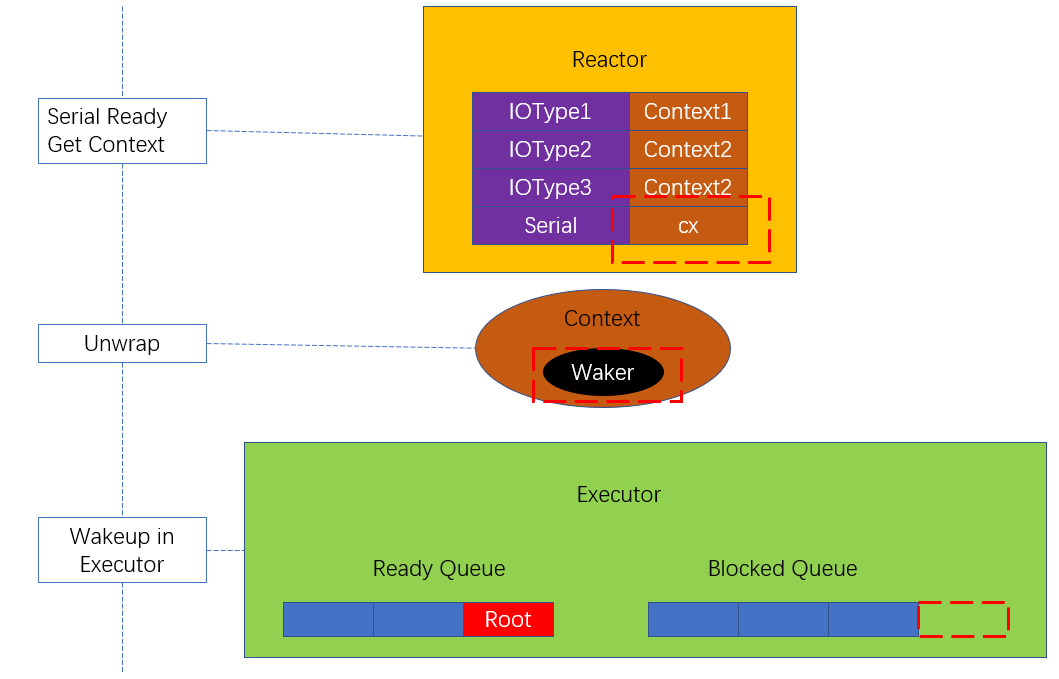 Reactor
Serial Ready
Get Context
IOType1
Context1
IOType2
Context2
IOType3
Context2
Serial
cx
Context
Unwrap
Waker
Executor
Wakeup in
Executor
Ready Queue
Blocked Queue
Root